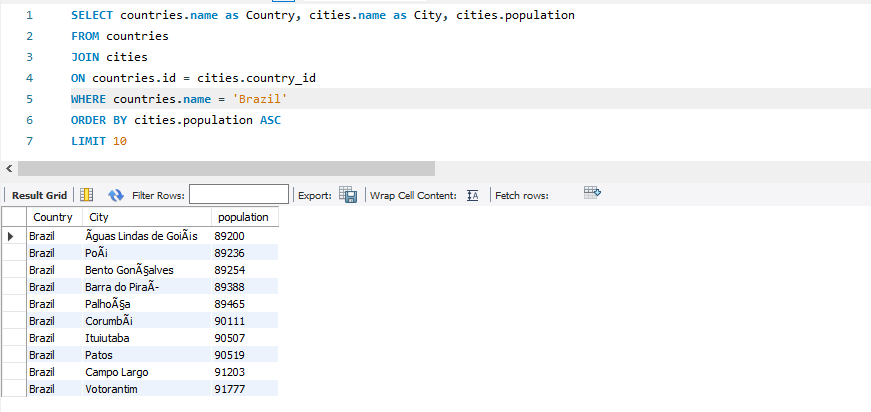 1 SELECT countries.name as Country, cities.name as City, cities.population
2 FROM countries
3 JOIN cities
4 ON countries.id = cities.country_id
5 WHERE countries.name = 'Brazil'
6 ORDER BY cities.population ASC
7 LIMIT 10
Result Grid Filter Rows: Export: Wrap Cell Content: IA Fetch rows:
Country City population
Brazil Ãguas Lindas de GoiÃ¡s 89200
Brazil PoÃ¡ 89236
Brazil Bento GonÃ§alves 89254
Brazil Barra do PiraÃ- 89388
Brazil PalhoÃ§a 89465
Brazil CorumbÃ¡ 90111
Brazil Ituiutaba 90507
Brazil Patos 90519
Brazil Campo Largo 91203
Brazil Votorantim 91777